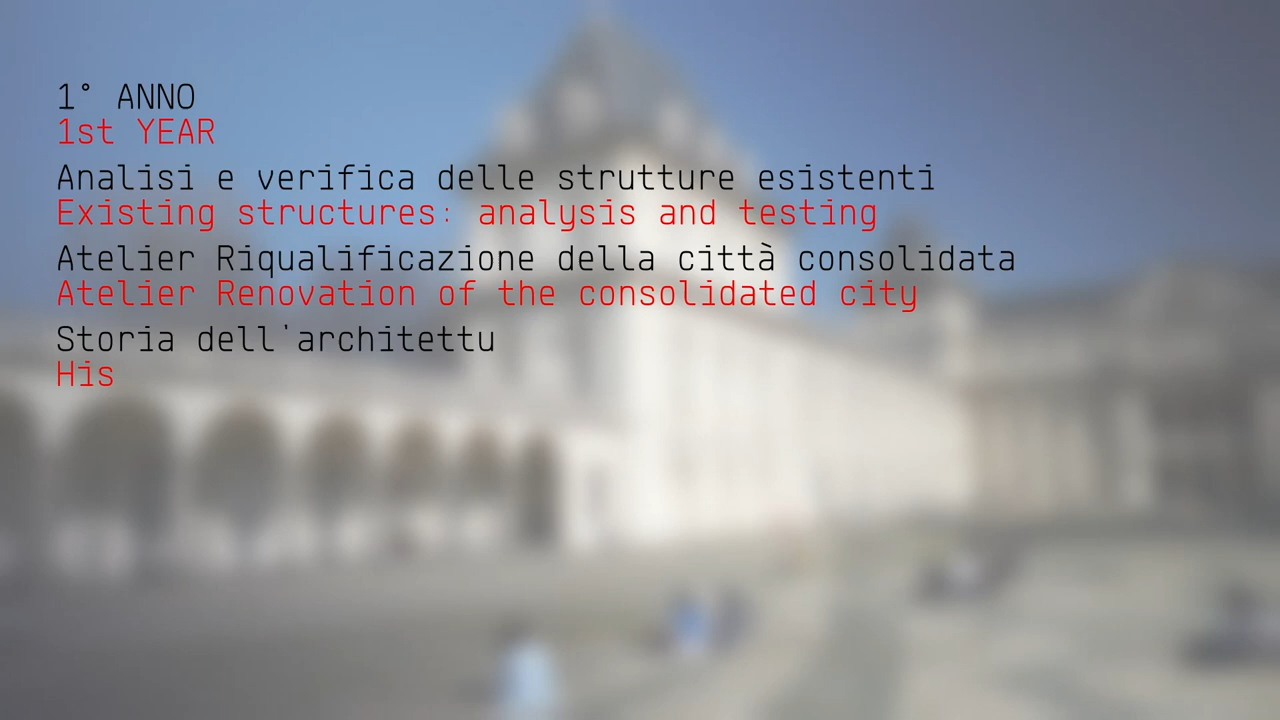 1° ANNO
1st YEAR
Analisi e verifica delle strutture esistenti
Existing structures: analysis and testing
Atelier Riqualificazione della città consolidata
Atelier Renovation of the consolidated city
Storia dell'architettu
His